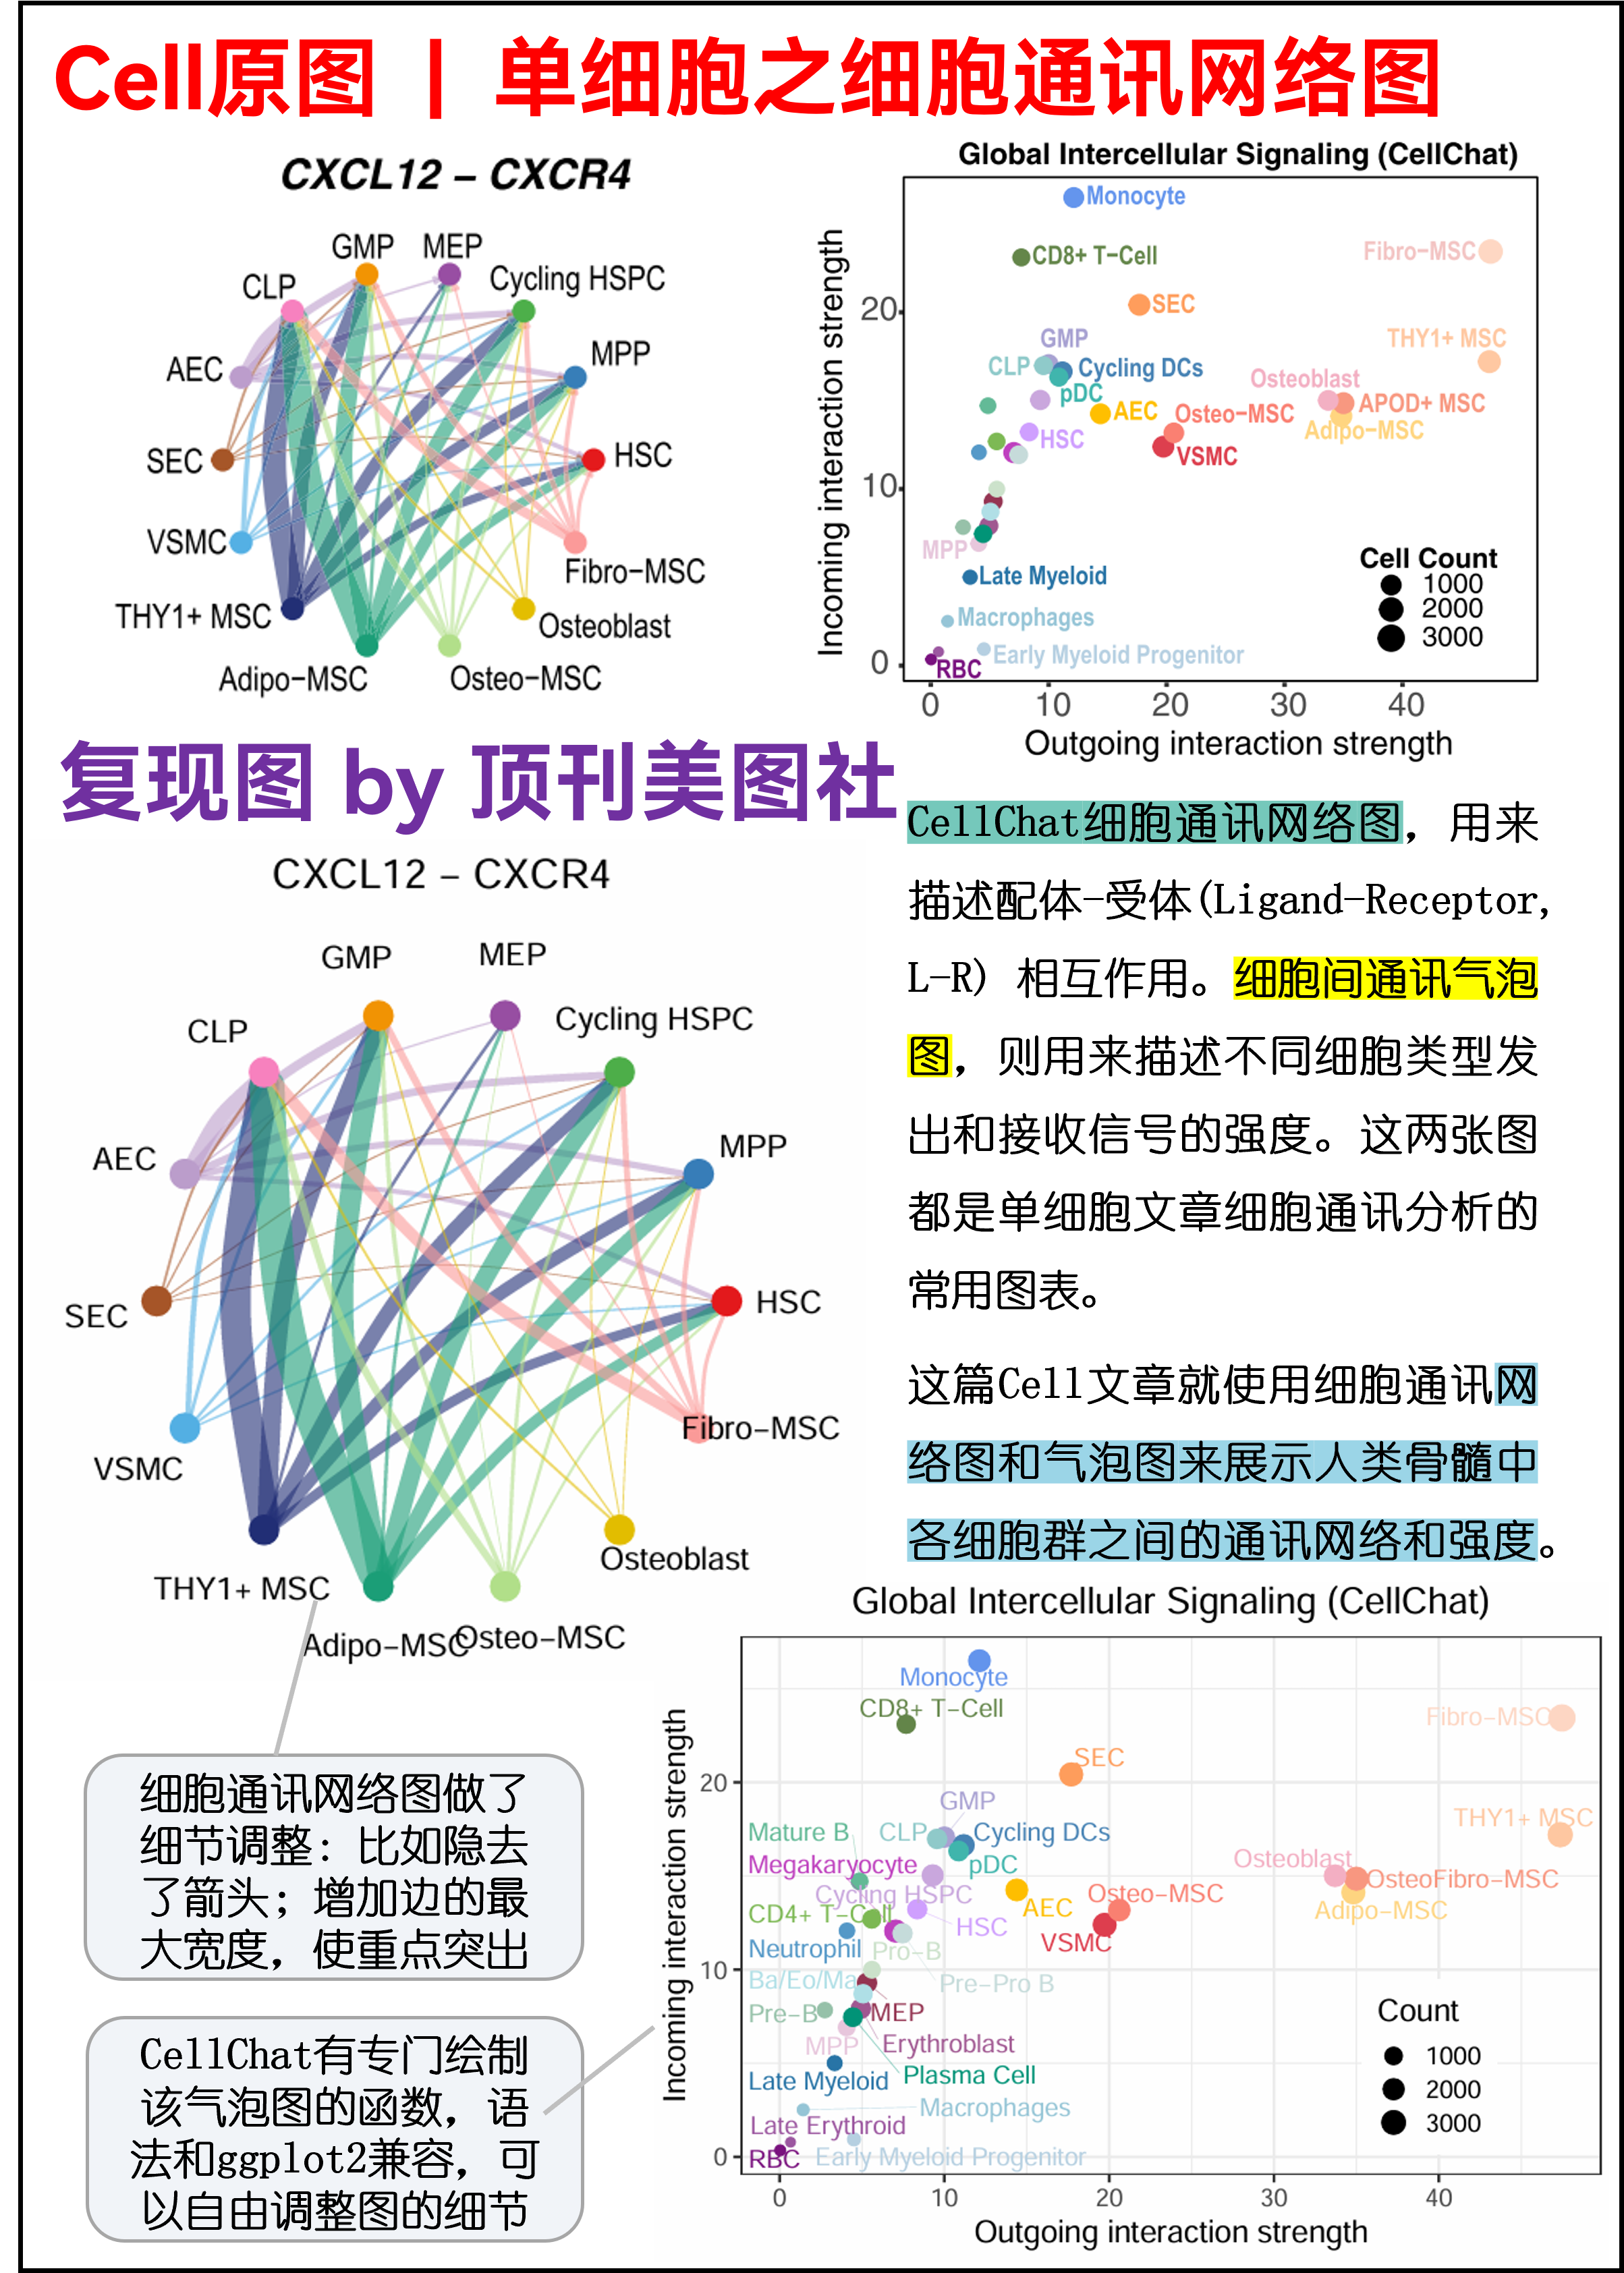 Cell原图 | 单细胞之细胞通讯网络图
CXCL12 – CXCR4
GMP
MEP
CLP
Cycling HSPC
AEC
MPP
SEC
HSC
VSMC
Fibro−MSC
THY1+ MSC
Osteoblast
Adipo−MSC
Osteo−MSC
Global Intercellular Signaling (CellChat)
Incoming interaction strength
20
10
0
Monocyte
CD8+ T−Cell
Fibro−MSC
SEC
GMP
THY1+ MSC
CLP
Cycling DCs
pDC
Osteoblast
AEC
Osteo−MSC
APOD+ MSC
Adipo−MSC
HSC
VSMC
MPP
Late Myeloid
Macrophages
Early Myeloid Progenitor
RBC
Cell Count
1000
2000
3000
0
10
20
30
40
Outgoing interaction strength
复现图 by 顶刊美图社
CXCL12 – CXCR4
GMP
MEP
CLP
Cycling HSPC
AEC
MPP
SEC
HSC
VSMC
Fibro−MSC
THY1+ MSC
Osteoblast
Adipo−MSC
Osteo−MSC
CellChat细胞通讯网络图，用来
描述配体-受体(Ligand-Receptor,
L-R) 相互作用。细胞间通讯气泡
图，则用来描述不同细胞类型发
出和接收信号的强度。这两张图
都是单细胞文章细胞通讯分析的
常用图表。
这篇Cell文章就使用细胞通讯网
络图和气泡图来展示人类骨髓中
各细胞群之间的通讯网络和强度。
细胞通讯网络图做了
细节调整：比如隐去
了箭头；增加边的最
大宽度，使重点突出
CellChat有专门绘制
该气泡图的函数，语
法和ggplot2兼容，可
以自由调整图的细节
Global Intercellular Signaling (CellChat)
Incoming interaction strength
20
10
0
Monocyte
CD8+ T−Cell
Fibro−MSC
SEC
GMP
THY1+ MSC
Mature B
CLP
Cycling DCs
Megakaryocyte
pDC
Osteoblast
OsteoFibro−MSC
Cycling HSPC
AEC
Osteo−MSC
Adipo−MSC
CD4+ T−Cell
HSC
VSMC
Neutrophil
Pro−B
Ba/Eo/Ma
Pre−Pro B
Pre−B
MEP
MPP
Erythroblast
Late Myeloid
Plasma Cell
Macrophages
Late Erythroid
RBC
Early Myeloid Progenitor
Count
1000
2000
3000
0
10
20
30
40
Outgoing interaction strength